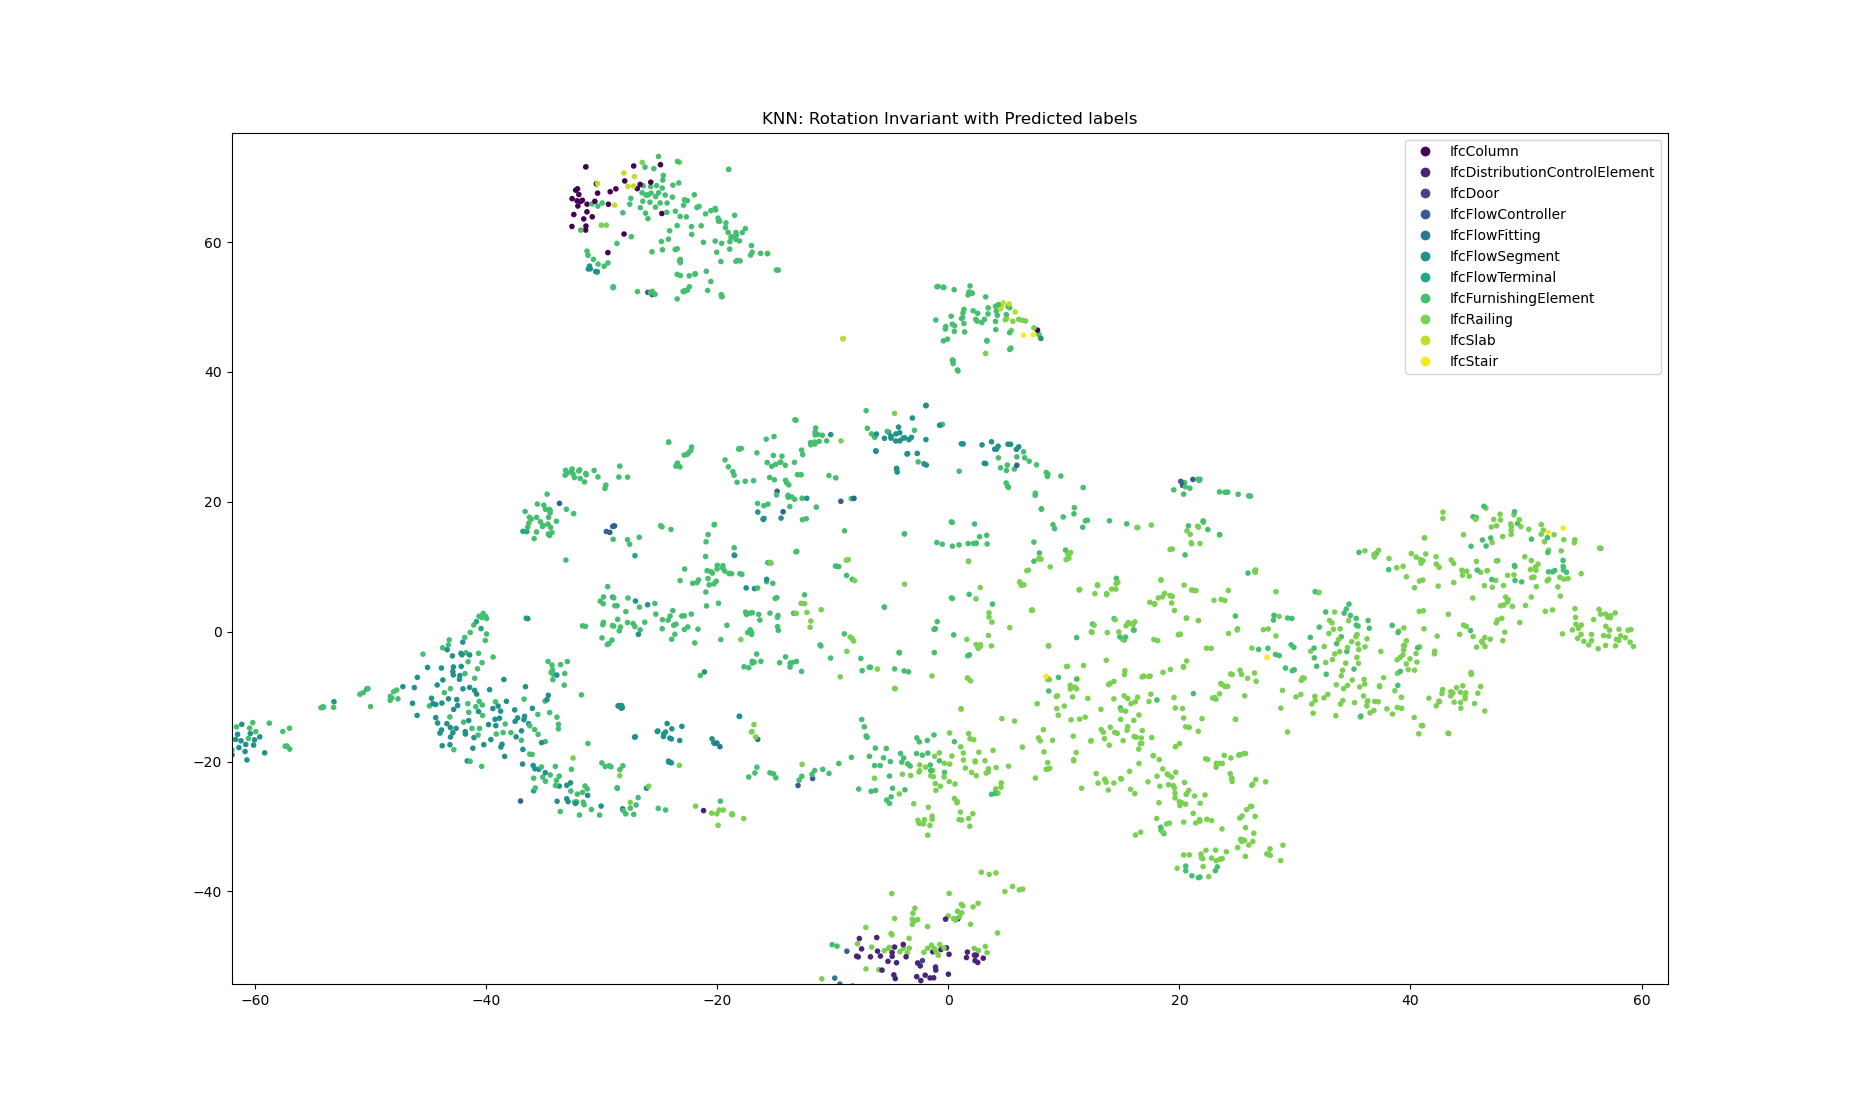 KNN: Rotation Invariant with Predicted labels
IfcColumn
IfcDistributionControlElement
IfcDoor
IfcFlowController
IfcFlowFitting
IfcFlowSegment
IfcFlowTerminal
IfcFurnishingElement
IfcRailing
IfcSlab
IfcStair
60
40
20
0
−20
−40
−60 −40 −20 0 20 40 60